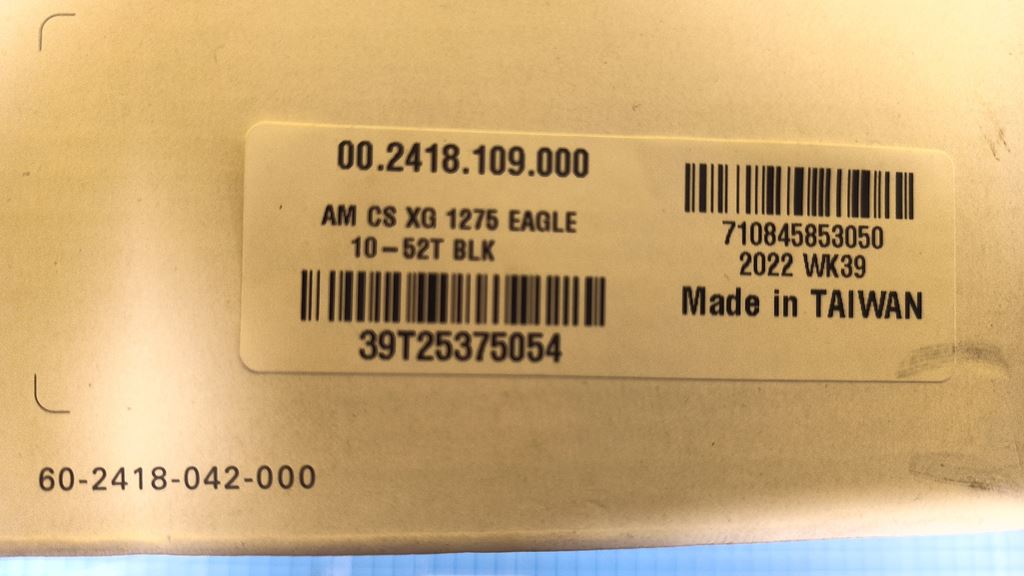 00.2418.109.000
AM CS XG 1275 EAGLE
10-52T BLK
39T25375054
710845853050
2022 WK39
Made in TAIWAN
60-2418-042-000